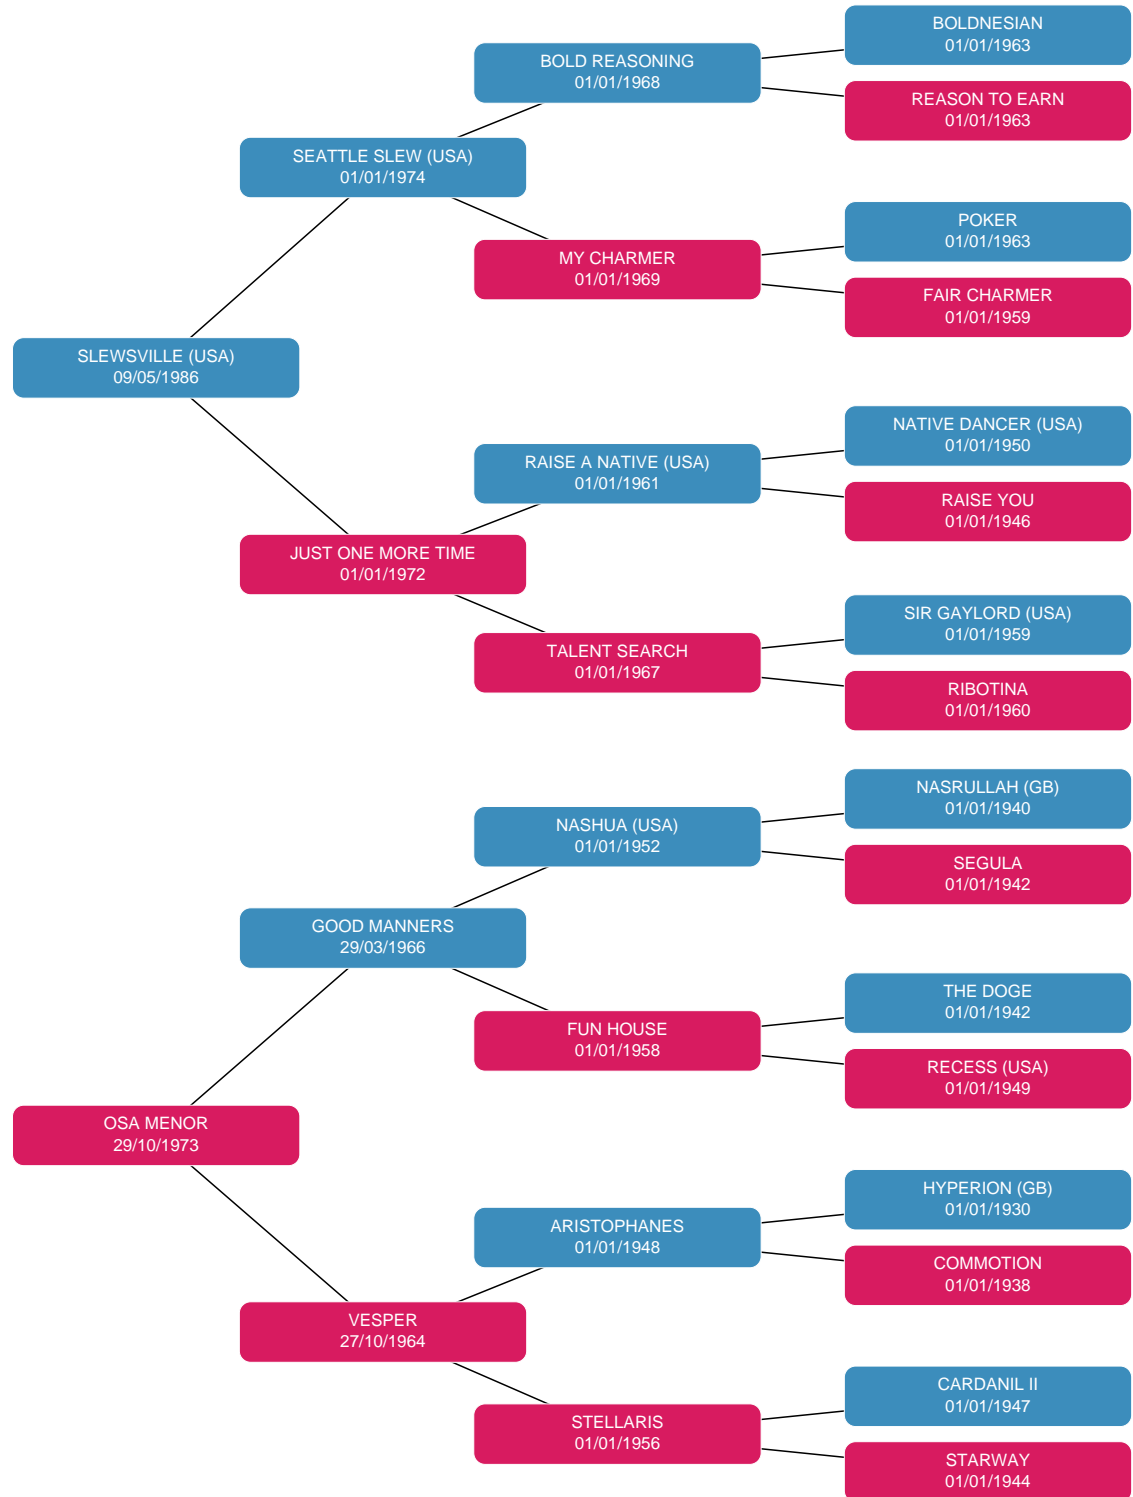 BOLDNESIAN
01/01/1963
BOLD REASONING
01/01/1968
REASON TO EARN
01/01/1963
SEATTLE SLEW (USA)
01/01/1974
POKER
01/01/1963
MY CHARMER
01/01/1969
FAIR CHARMER
01/01/1959
SLEWSVILLE (USA)
09/05/1986
NATIVE DANCER (USA)
01/01/1950
RAISE A NATIVE (USA)
01/01/1961
RAISE YOU
01/01/1946
JUST ONE MORE TIME
01/01/1972
SIR GAYLORD (USA)
01/01/1959
TALENT SEARCH
01/01/1967
RIBOTINA
01/01/1960
NASRULLAH (GB)
01/01/1940
NASHUA (USA)
01/01/1952
SEGULA
01/01/1942
GOOD MANNERS
29/03/1966
THE DOGE
01/01/1942
FUN HOUSE
01/01/1958
RECESS (USA)
01/01/1949
OSA MENOR
29/10/1973
HYPERION (GB)
01/01/1930
ARISTOPHANES
01/01/1948
COMMOTION
01/01/1938
VESPER
27/10/1964
CARDANIL II
01/01/1947
STELLARIS
01/01/1956
STARWAY
01/01/1944